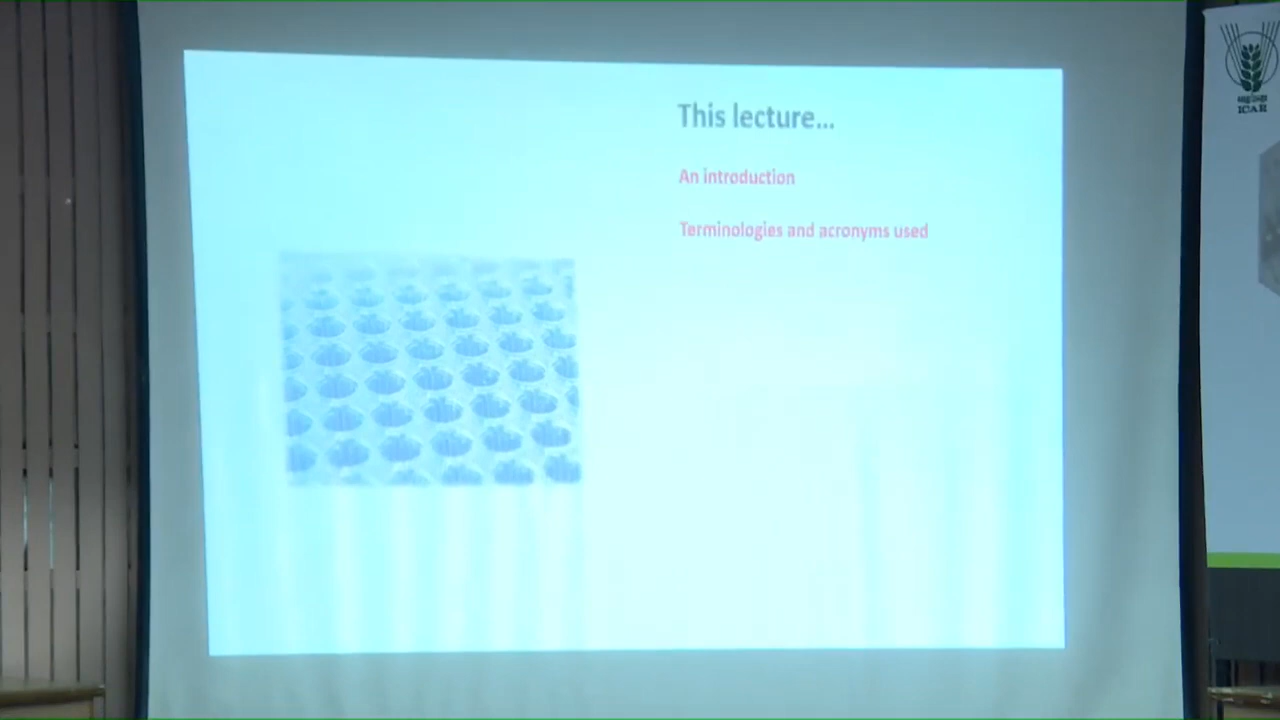 This lecture...
An introduction
Terminologies and acronyms used
ICAR